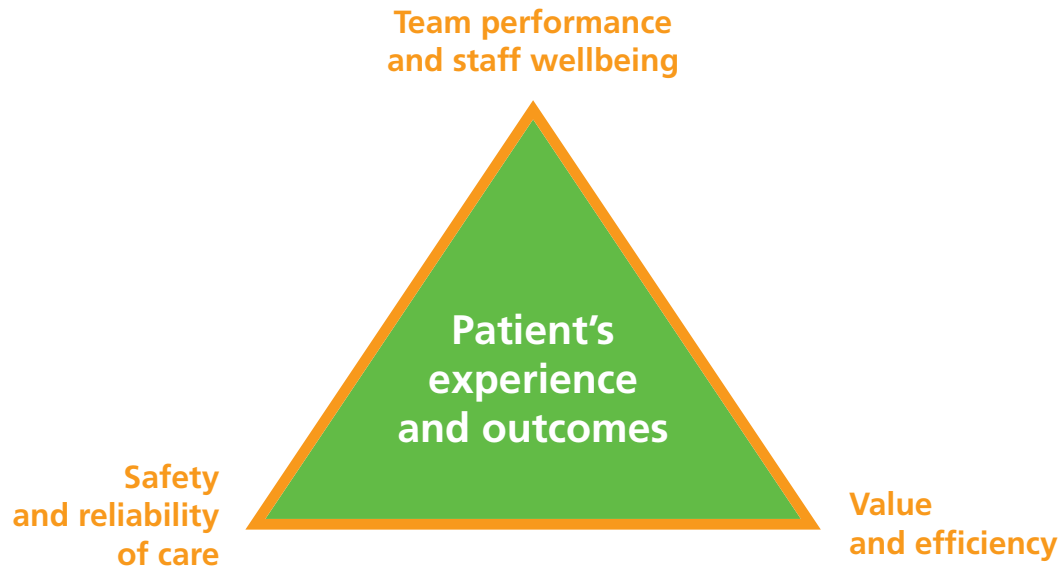 Team performance
and staff wellbeing
Patient’s
experience
and outcomes
Safety
and reliability
of care
Value
and efficiency